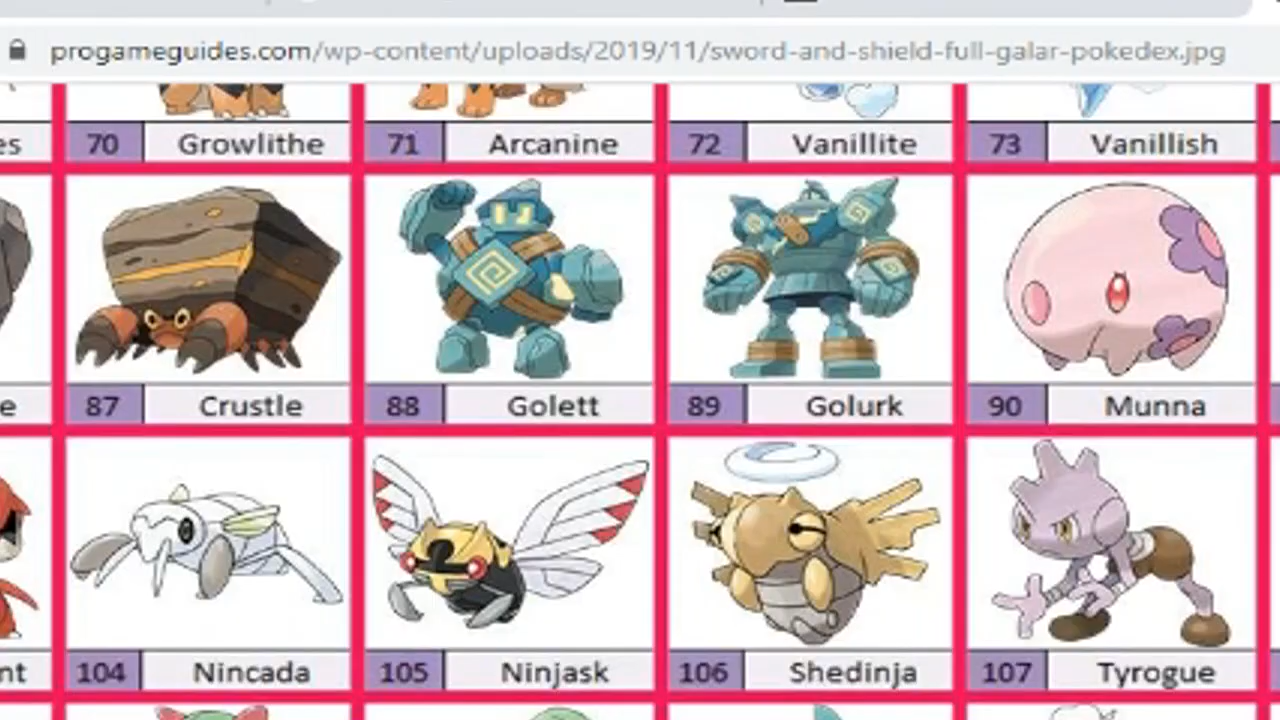 progameguides.com/wp-content/uploads/2019/11/sword-and-shield-full-galar-pokedex.jpg
es 70 Growlithe 71 Arcanine 72 Vanillite 73 Vanillish
e 87 Crustle 88 Golett 89 Golurk 90 Munna
nt 104 Nincada 105 Ninjask 106 Shedinja 107 Tyrogue